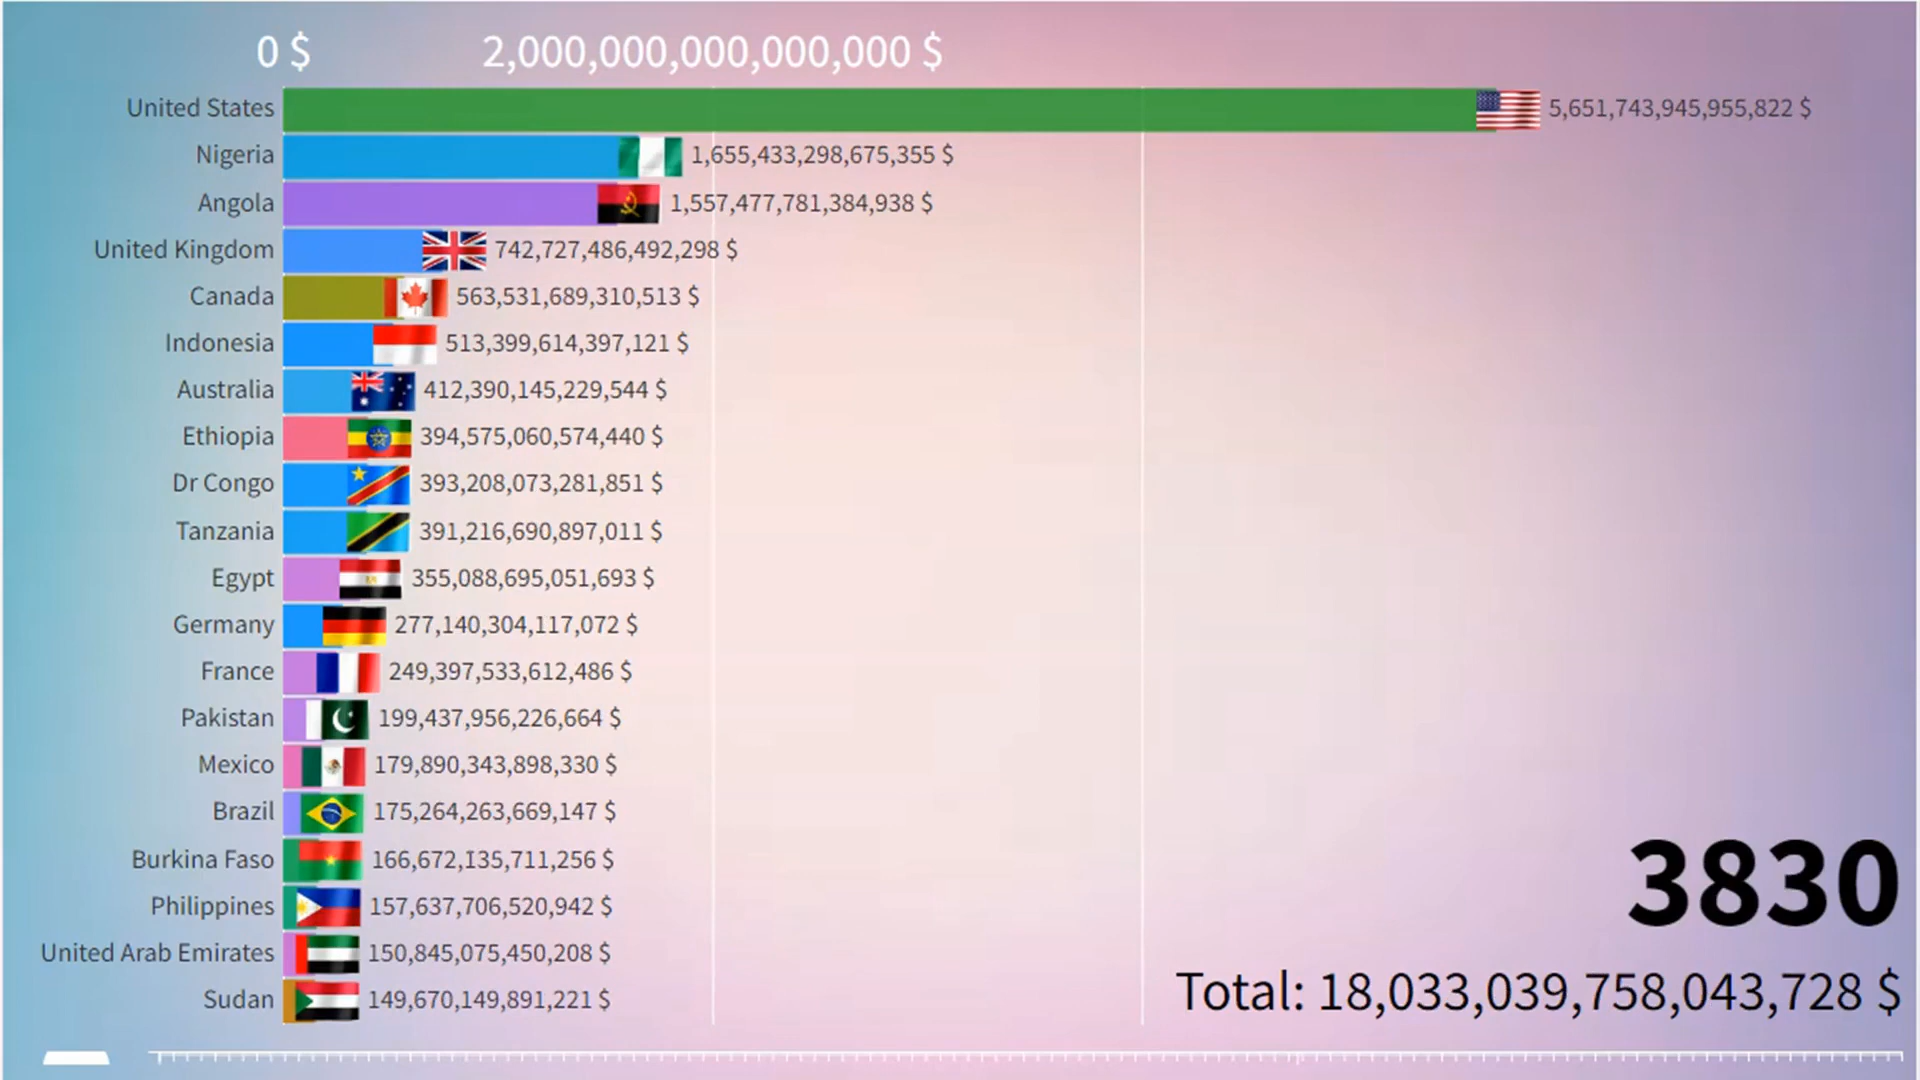 0 $ 2,000,000,000,000,000 $
United States 5,651,743,945,955,822 $
Nigeria 1,655,433,298,675,355 $
Angola 1,557,477,781,384,938 $
United Kingdom 742,727,486,492,298 $
Canada 563,531,689,310,513 $
Indonesia 513,399,614,397,121 $
Australia 412,390,145,229,544 $
Ethiopia 394,575,060,574,440 $
Dr Congo 393,208,073,281,851 $
Tanzania 391,216,690,897,011 $
Egypt 355,088,695,051,693 $
Germany 277,140,304,117,072 $
France 249,397,533,612,486 $
Pakistan 199,437,956,226,664 $
Mexico 179,890,343,898,330 $
Brazil 175,264,263,669,147 $
Burkina Faso 166,672,135,711,256 $
Philippines 157,637,706,520,942 $
United Arab Emirates 150,845,075,450,208 $
Sudan 149,670,149,891,221 $
3830
Total: 18,033,039,758,043,728 $